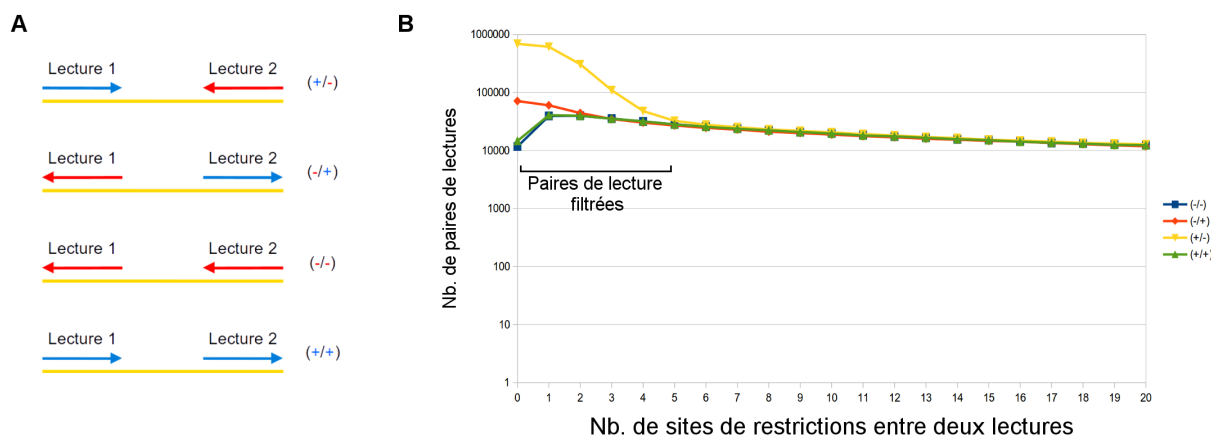 A
Lecture 1
Lecture 2
(+/-)
Lecture 1
Lecture 2
(-/+)
Lecture 1
Lecture 2
(-/-)
Lecture 1
Lecture 2
(+/+)
B
Nb. de paires de lectures
1000000
100000
10000
1000
100
10
1
Paires de lecture
filtrées
0 1 2 3 4 5 6 7 8 9 10 11 12 13 14 15 16 17 18 19 20
Nb. de sites de restrictions entre deux lectures
(-/-)
(-/+)
(+/-)
(+/+)